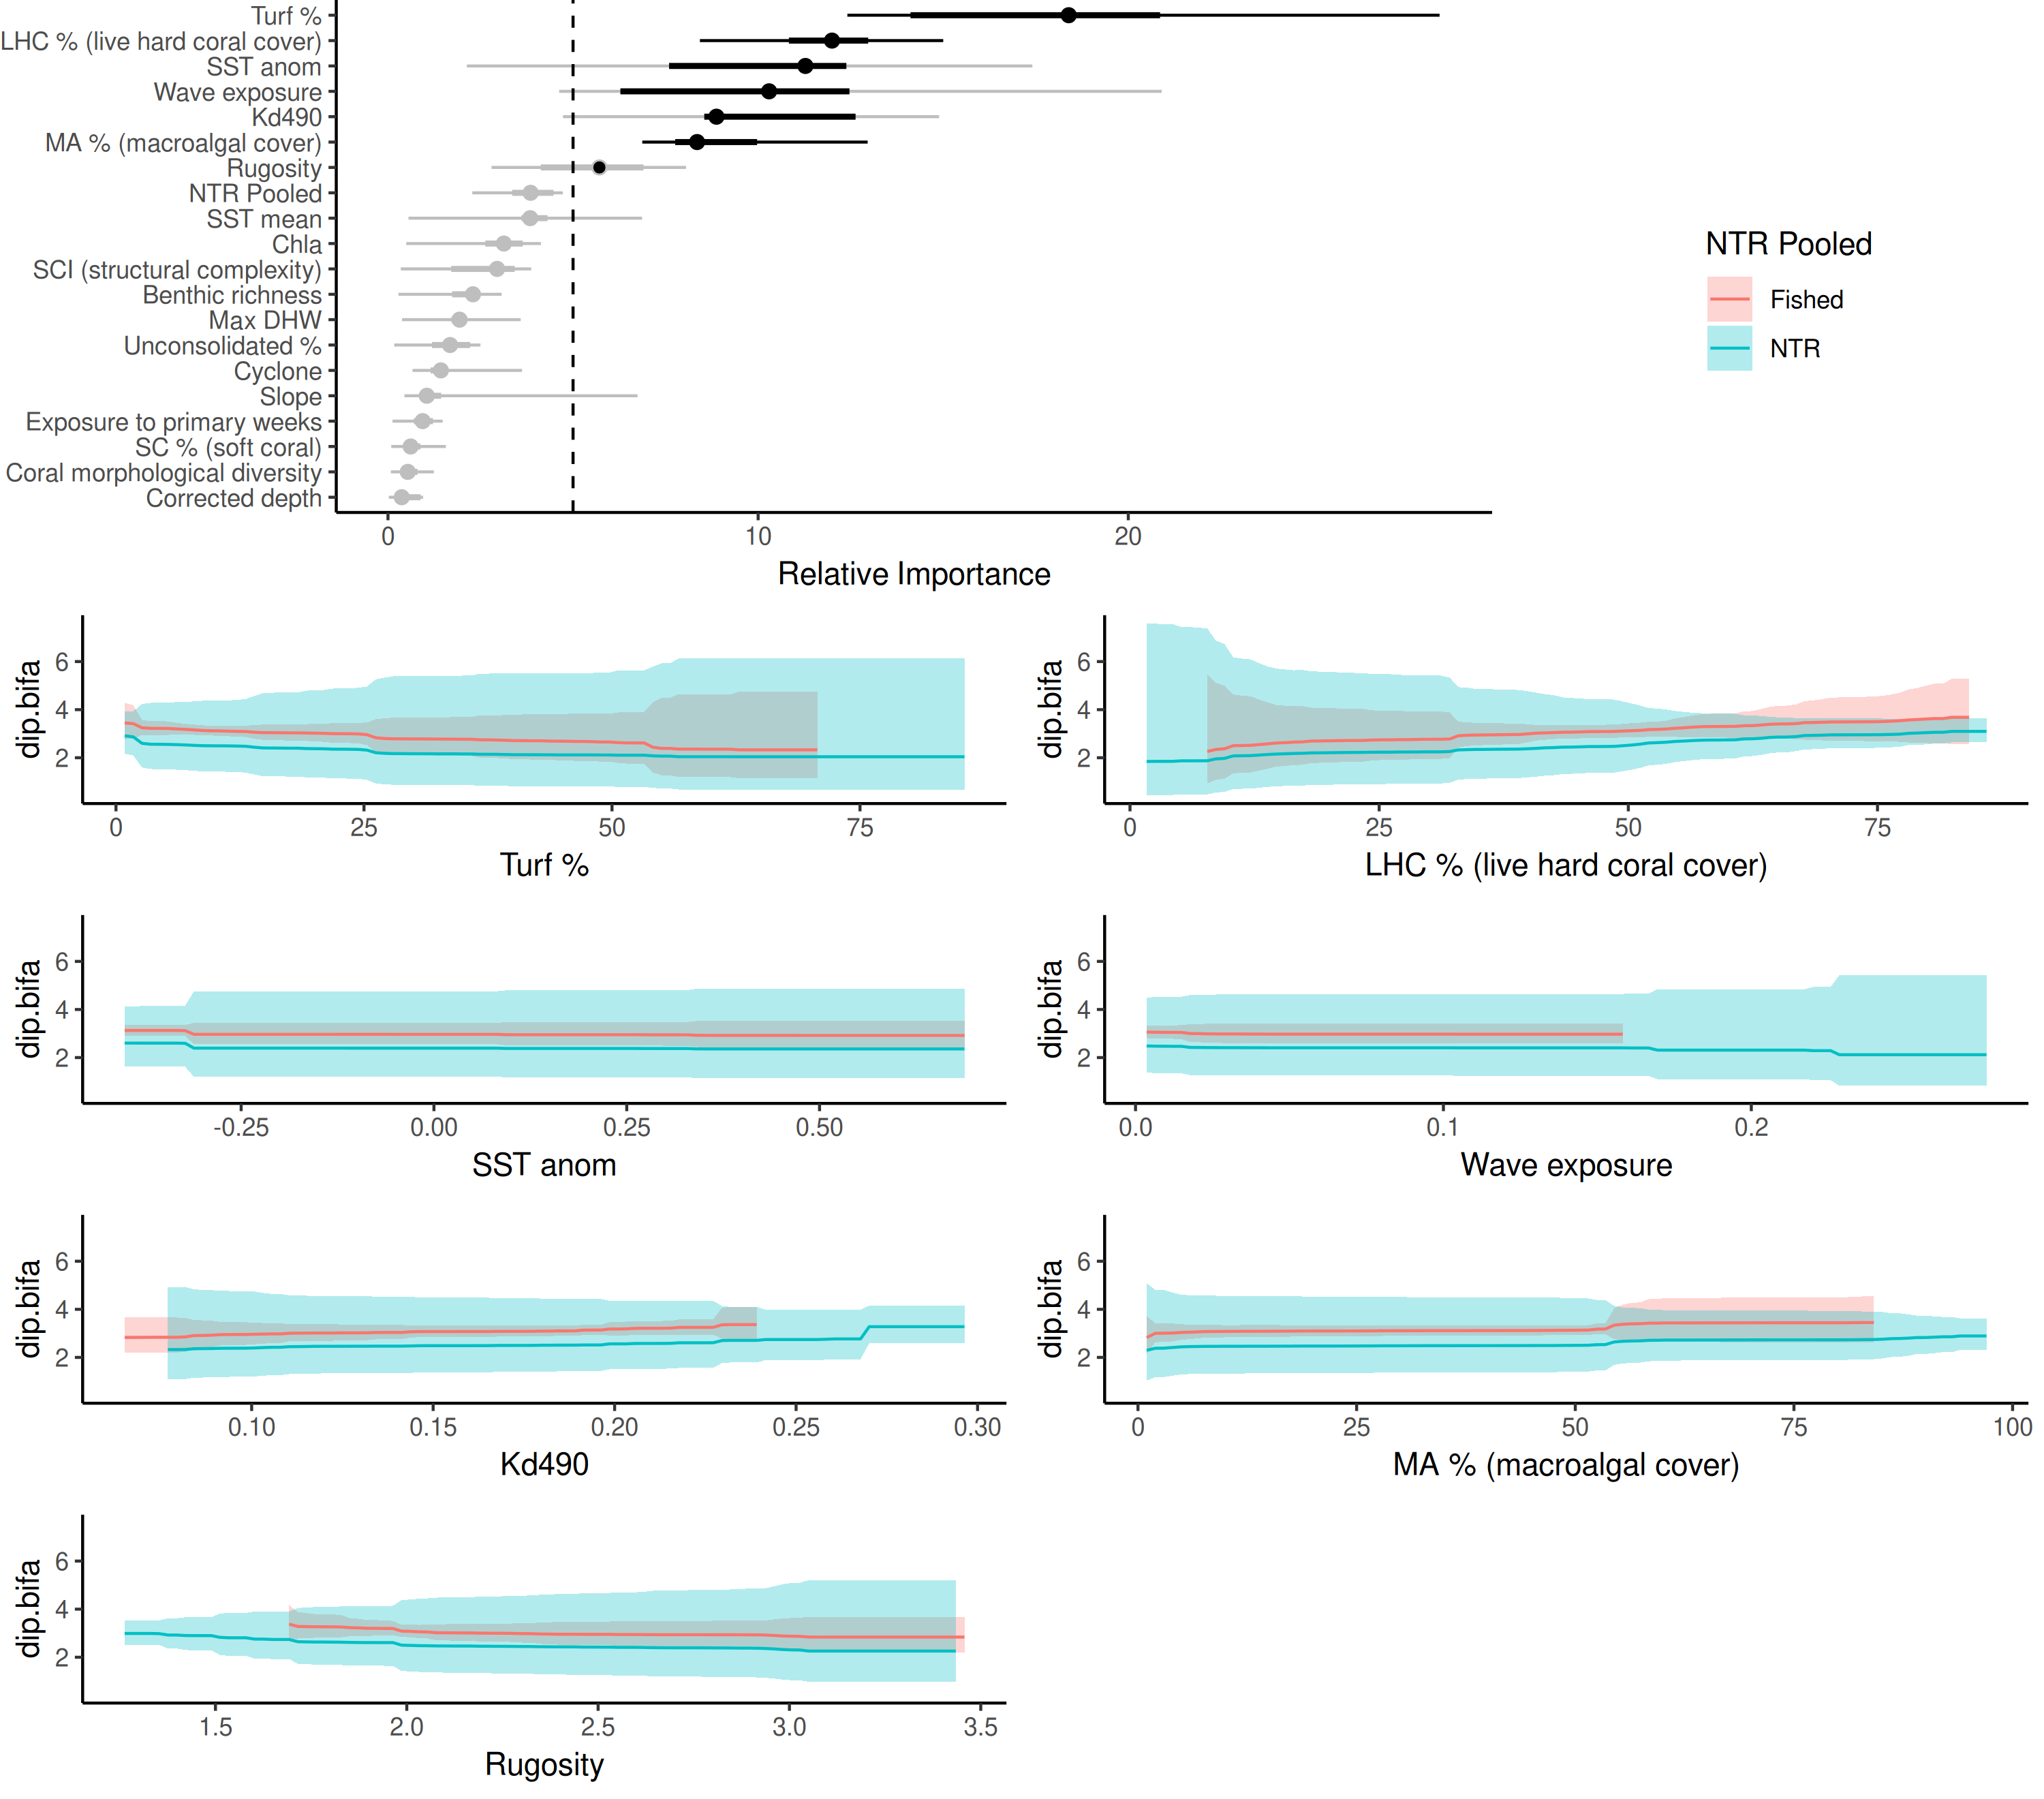 Turf %
LHC % (live hard coral cover)
SST anom
Wave exposure
Kd490
MA % (macroalgal cover)
Rugosity
NTR Pooled
SST mean
Chla
SCI (structural complexity)
Benthic richness
Max DHW
Unconsolidated %
Cyclone
Slope
Exposure to primary weeks
SC % (soft coral)
Coral morphological diversity
Corrected depth
0 10 20
Relative Importance
NTR Pooled
Fished
NTR
dip.bifa
6
4
2
0 25 50 75
Turf %
dip.bifa
6
4
2
0 25 50 75
LHC % (live hard coral cover)
dip.bifa
6
4
2
-0.25 0.00 0.25 0.50
SST anom
dip.bifa
6
4
2
0.0 0.1 0.2
Wave exposure
dip.bifa
6
4
2
0.10 0.15 0.20 0.25 0.30
Kd490
dip.bifa
6
4
2
0 25 50 75 100
MA % (macroalgal cover)
dip.bifa
6
4
2
1.5 2.0 2.5 3.0 3.5
Rugosity